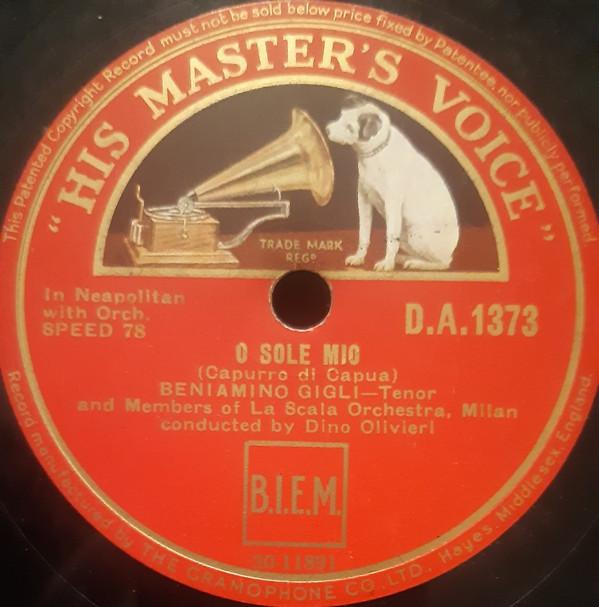 This Patented Copyright Record must not be sold below price fixed by Patentee, nor publicly performed
"HIS MASTER'S VOICE"
TRADE MARK
REGD
In Neapolitan
with Orch.
SPEED 78
D.A.1373
O SOLE MIO
(Capurro di Capua)
BENIAMINO GIGLI—Tenor
and Members of La Scala Orchestra, Milan
conducted by Dino Olivieri
B.I.E.M.
30-11891
Record manufactured by THE GRAMOPHONE CO. LTD. Hayes, Middlesex, England.